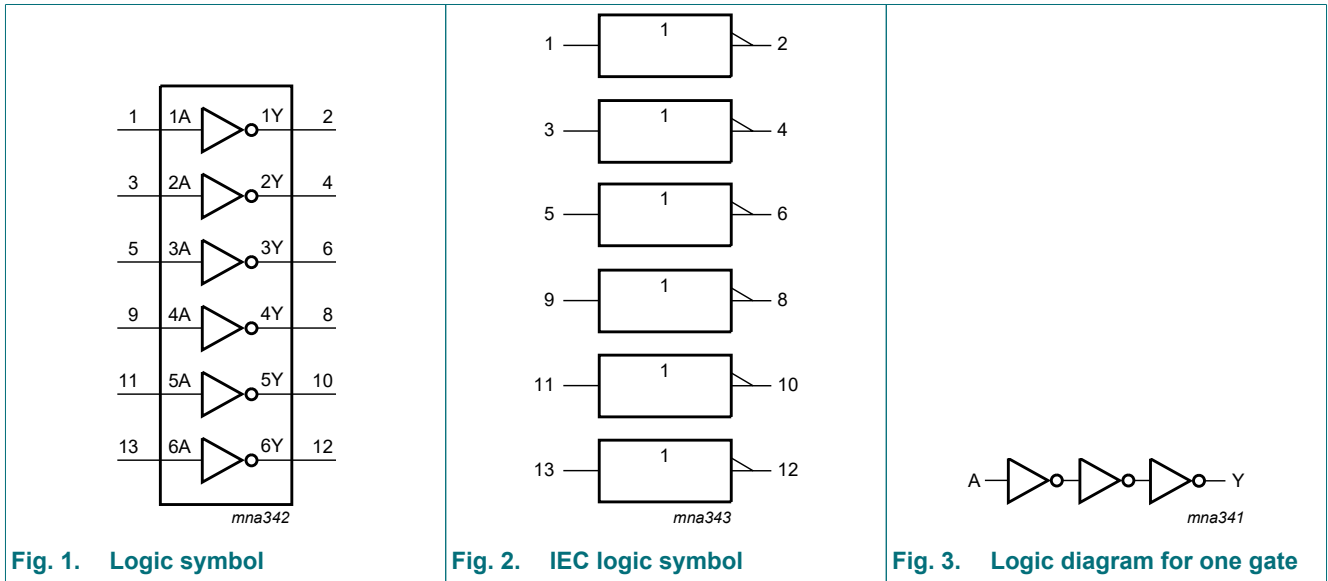 1 1A 1Y 2
3 2A 2Y 4
5 3A 3Y 6
9 4A 4Y 8
11 5A 5Y 10
13 6A 6Y 12
mna342
Fig. 1. Logic symbol
1 1 2
3 1 4
5 1 6
9 1 8
11 1 10
13 1 12
mna343
Fig. 2. IEC logic symbol
A Y
mna341
Fig. 3. Logic diagram for one gate